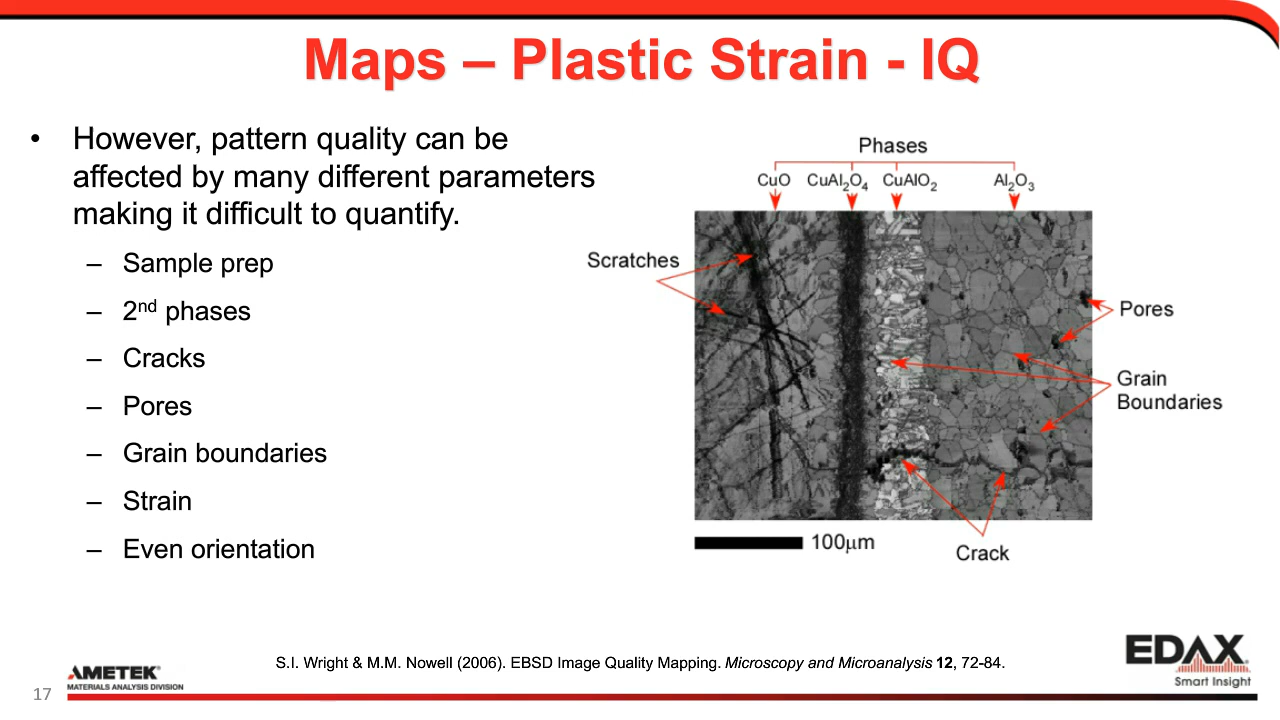 Maps – Plastic Strain - IQ
• However, pattern quality can be
affected by many different parameters
making it difficult to quantify.
– Sample prep
– 2nd phases
– Cracks
– Pores
– Grain boundaries
– Strain
– Even orientation
Phases
CuO CuAl₂O₄ CuAlO₂ Al₂O₃
Scratches
Pores
Grain
Boundaries
100μm
Crack
S.I. Wright & M.M. Nowell (2006). EBSD Image Quality Mapping. Microscopy and Microanalysis 12, 72-84.
AMETEK®
MATERIALS ANALYSIS DIVISION
EDAX
Smart Insight
17